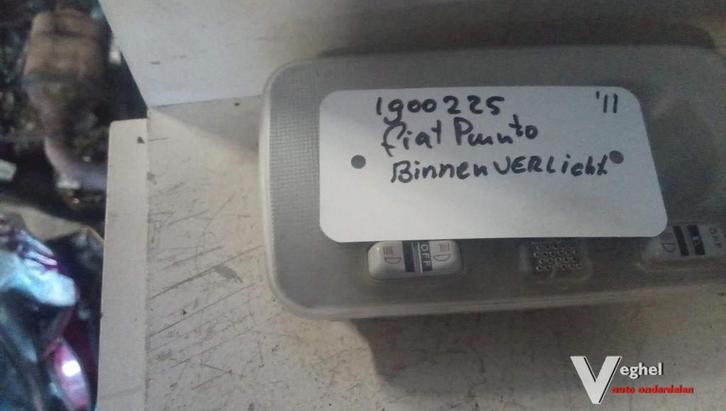 1900225 '11
fiat Punto
BinnenVERLicht
OFF
OFF
Veghel
auto onderdelen